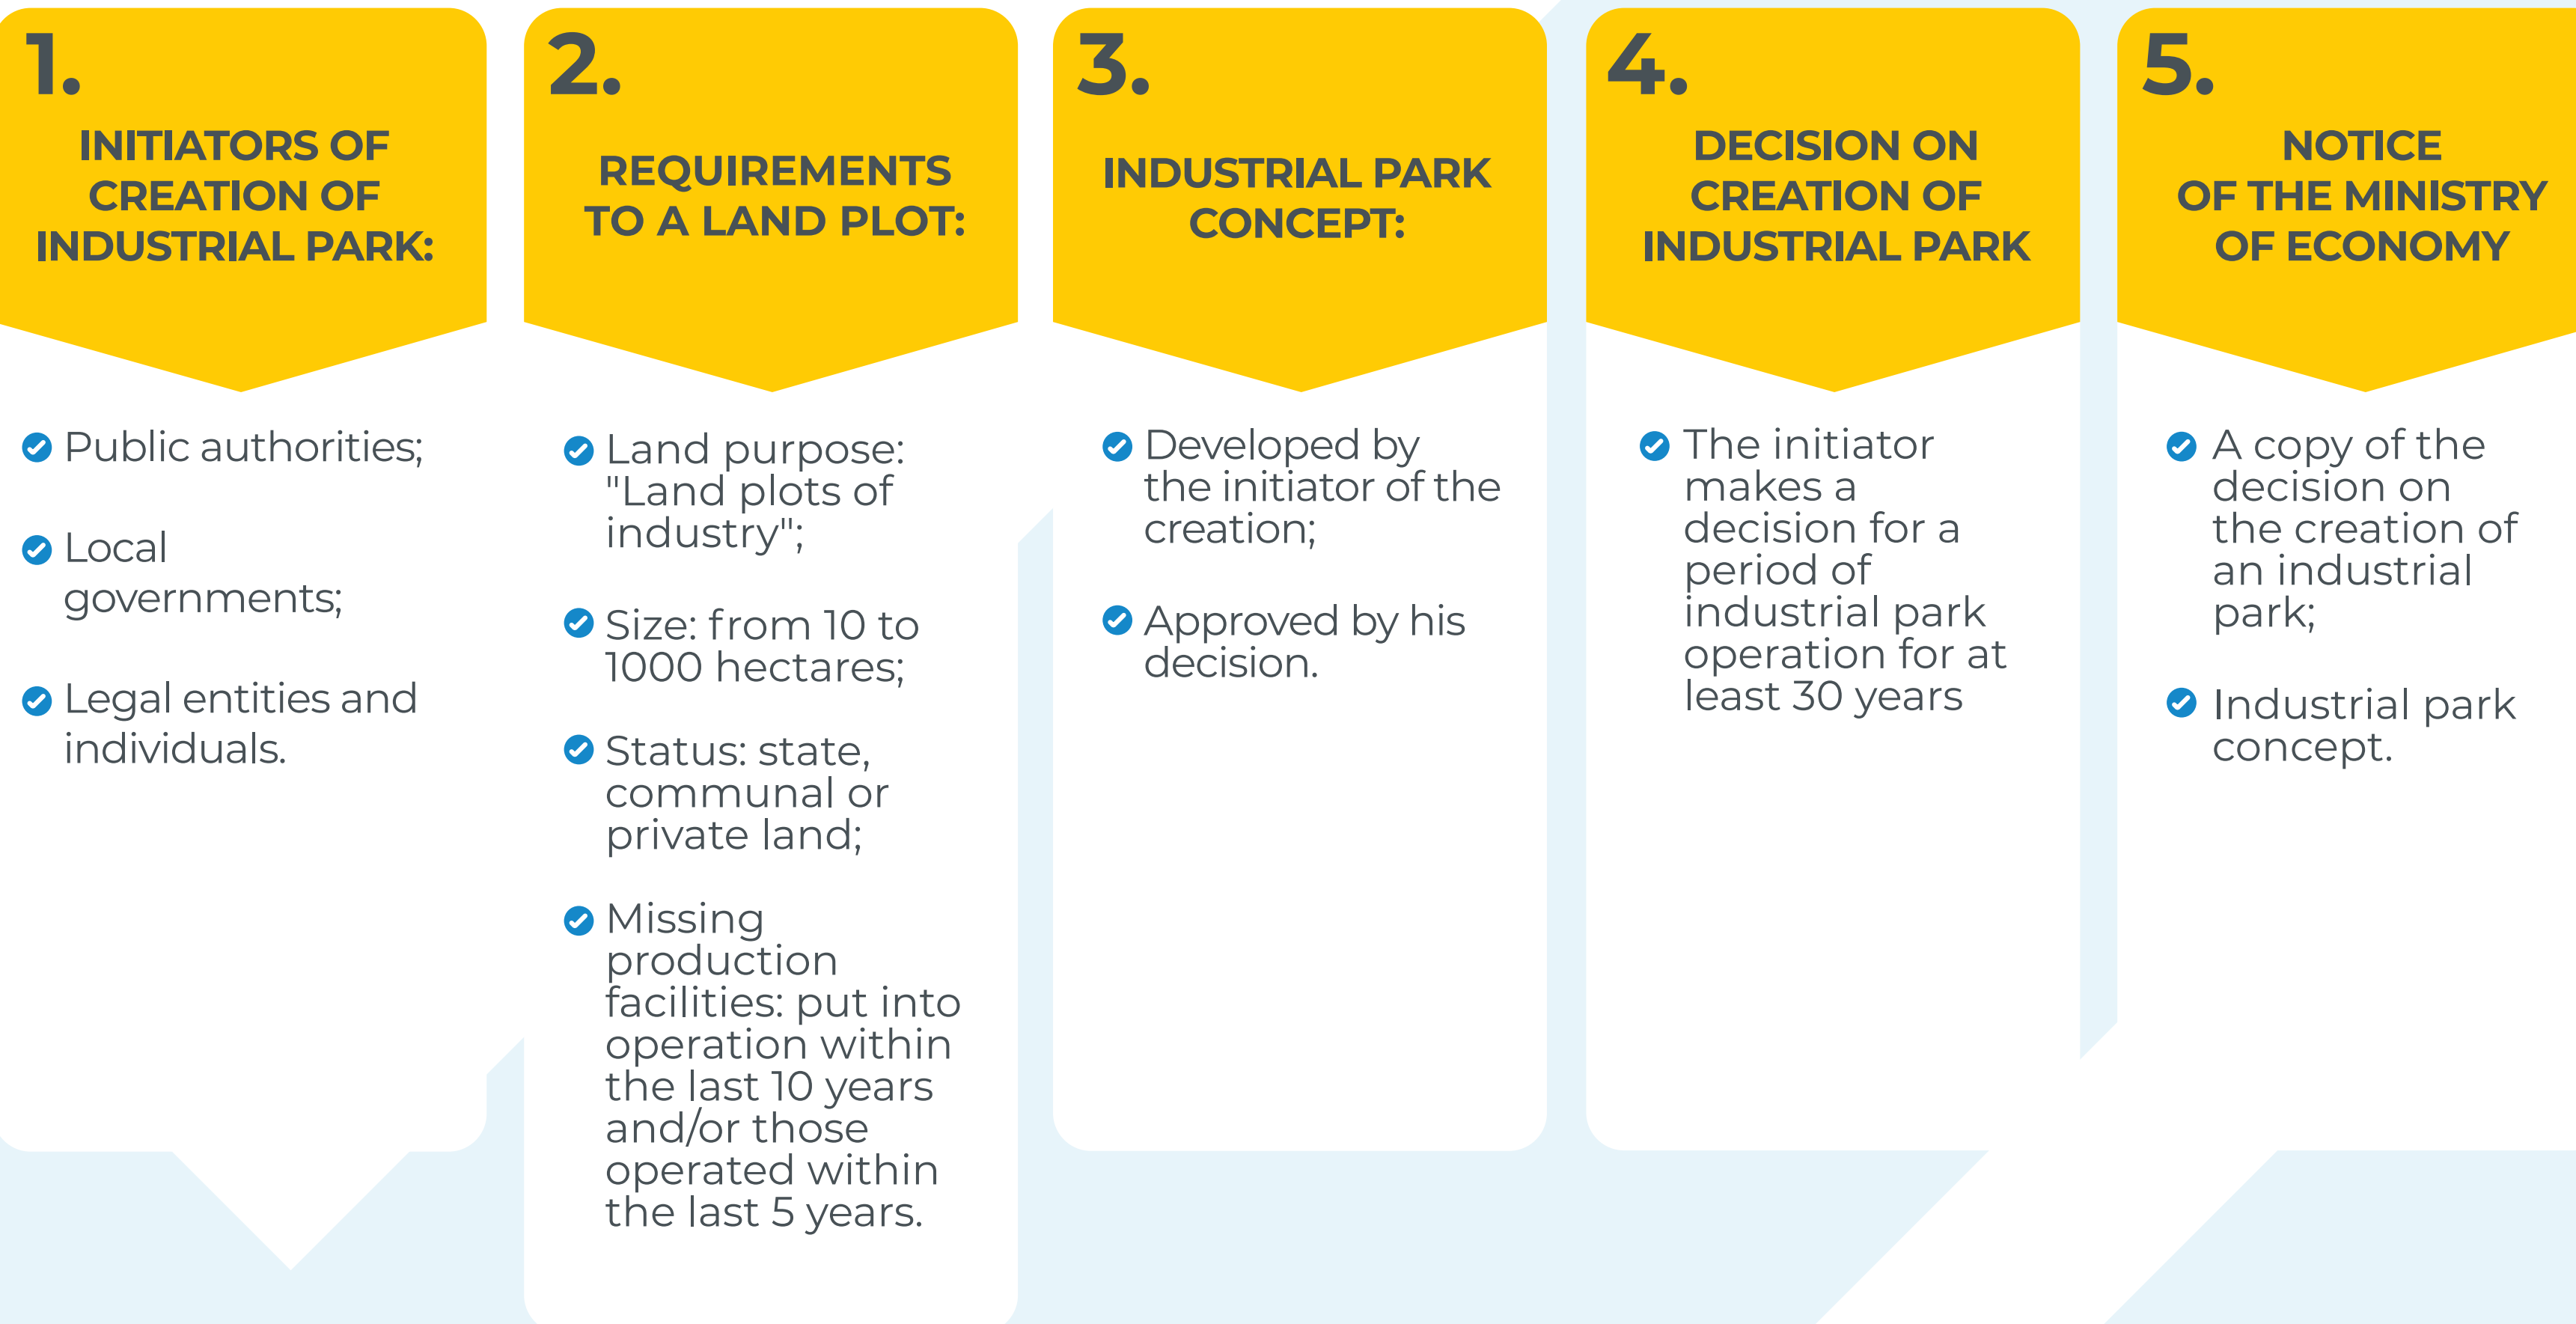 1.
INITIATORS OF
CREATION OF
INDUSTRIAL PARK:
Public authorities;
Local
governments;
Legal entities and
individuals.
2.
REQUIREMENTS
TO A LAND PLOT:
Land purpose:
"Land plots of
industry";
Size: from 10 to
1000 hectares;
Status: state,
communal or
private land;
Missing
production
facilities: put into
operation within
the last 10 years
and/or those
operated within
the last 5 years.
3.
INDUSTRIAL PARK
CONCEPT:
Developed by
the initiator of the
creation;
Approved by his
decision.
4.
DECISION ON
CREATION OF
INDUSTRIAL PARK
The initiator
makes a
decision for a
period of
industrial park
operation for at
least 30 years
5.
NOTICE
OF THE MINISTRY
OF ECONOMY
A copy of the
decision on
the creation of
an industrial
park;
Industrial park
concept.